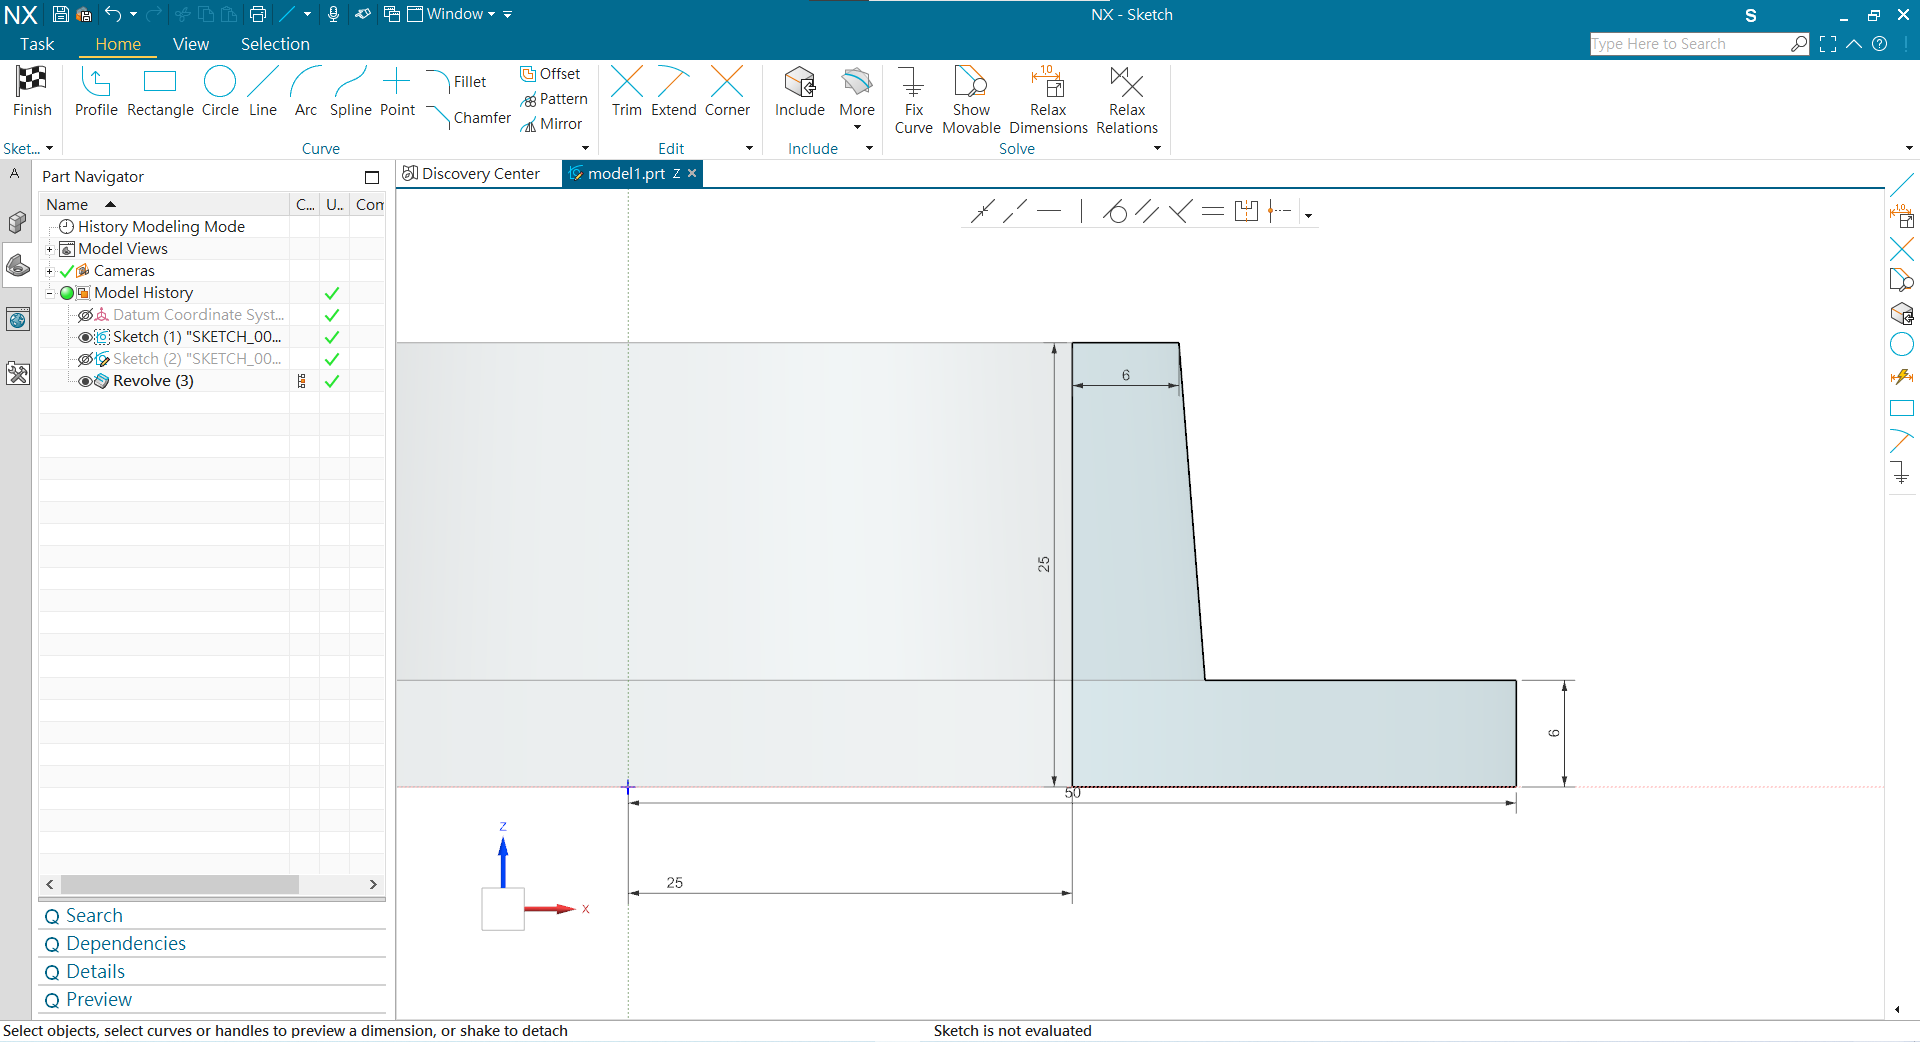 NX
Window
NX - Sketch
S
Task
Home
View
Selection
Type Here to Search
Finish
Profile
Rectangle
Circle
Line
Arc
Spline
Point
Fillet
Chamfer
Offset
Pattern
Mirror
Trim
Extend
Corner
Include
More
Fix Curve
Show Movable
Relax Dimensions
Relax Relations
Sket...
Curve
Edit
Include
Solve
A
Part Navigator
Discovery Center
model1.prt
Name
C...
U..
Com
History Modeling Mode
Model Views
Cameras
Model History
Datum Coordinate Syst...
Sketch (1) "SKETCH_00...
Sketch (2) "SKETCH_00...
Revolve (3)
6
25
6
50
25
Z
X
Search
Dependencies
Details
Preview
Select objects, select curves or handles to preview a dimension, or shake to detach
Sketch is not evaluated